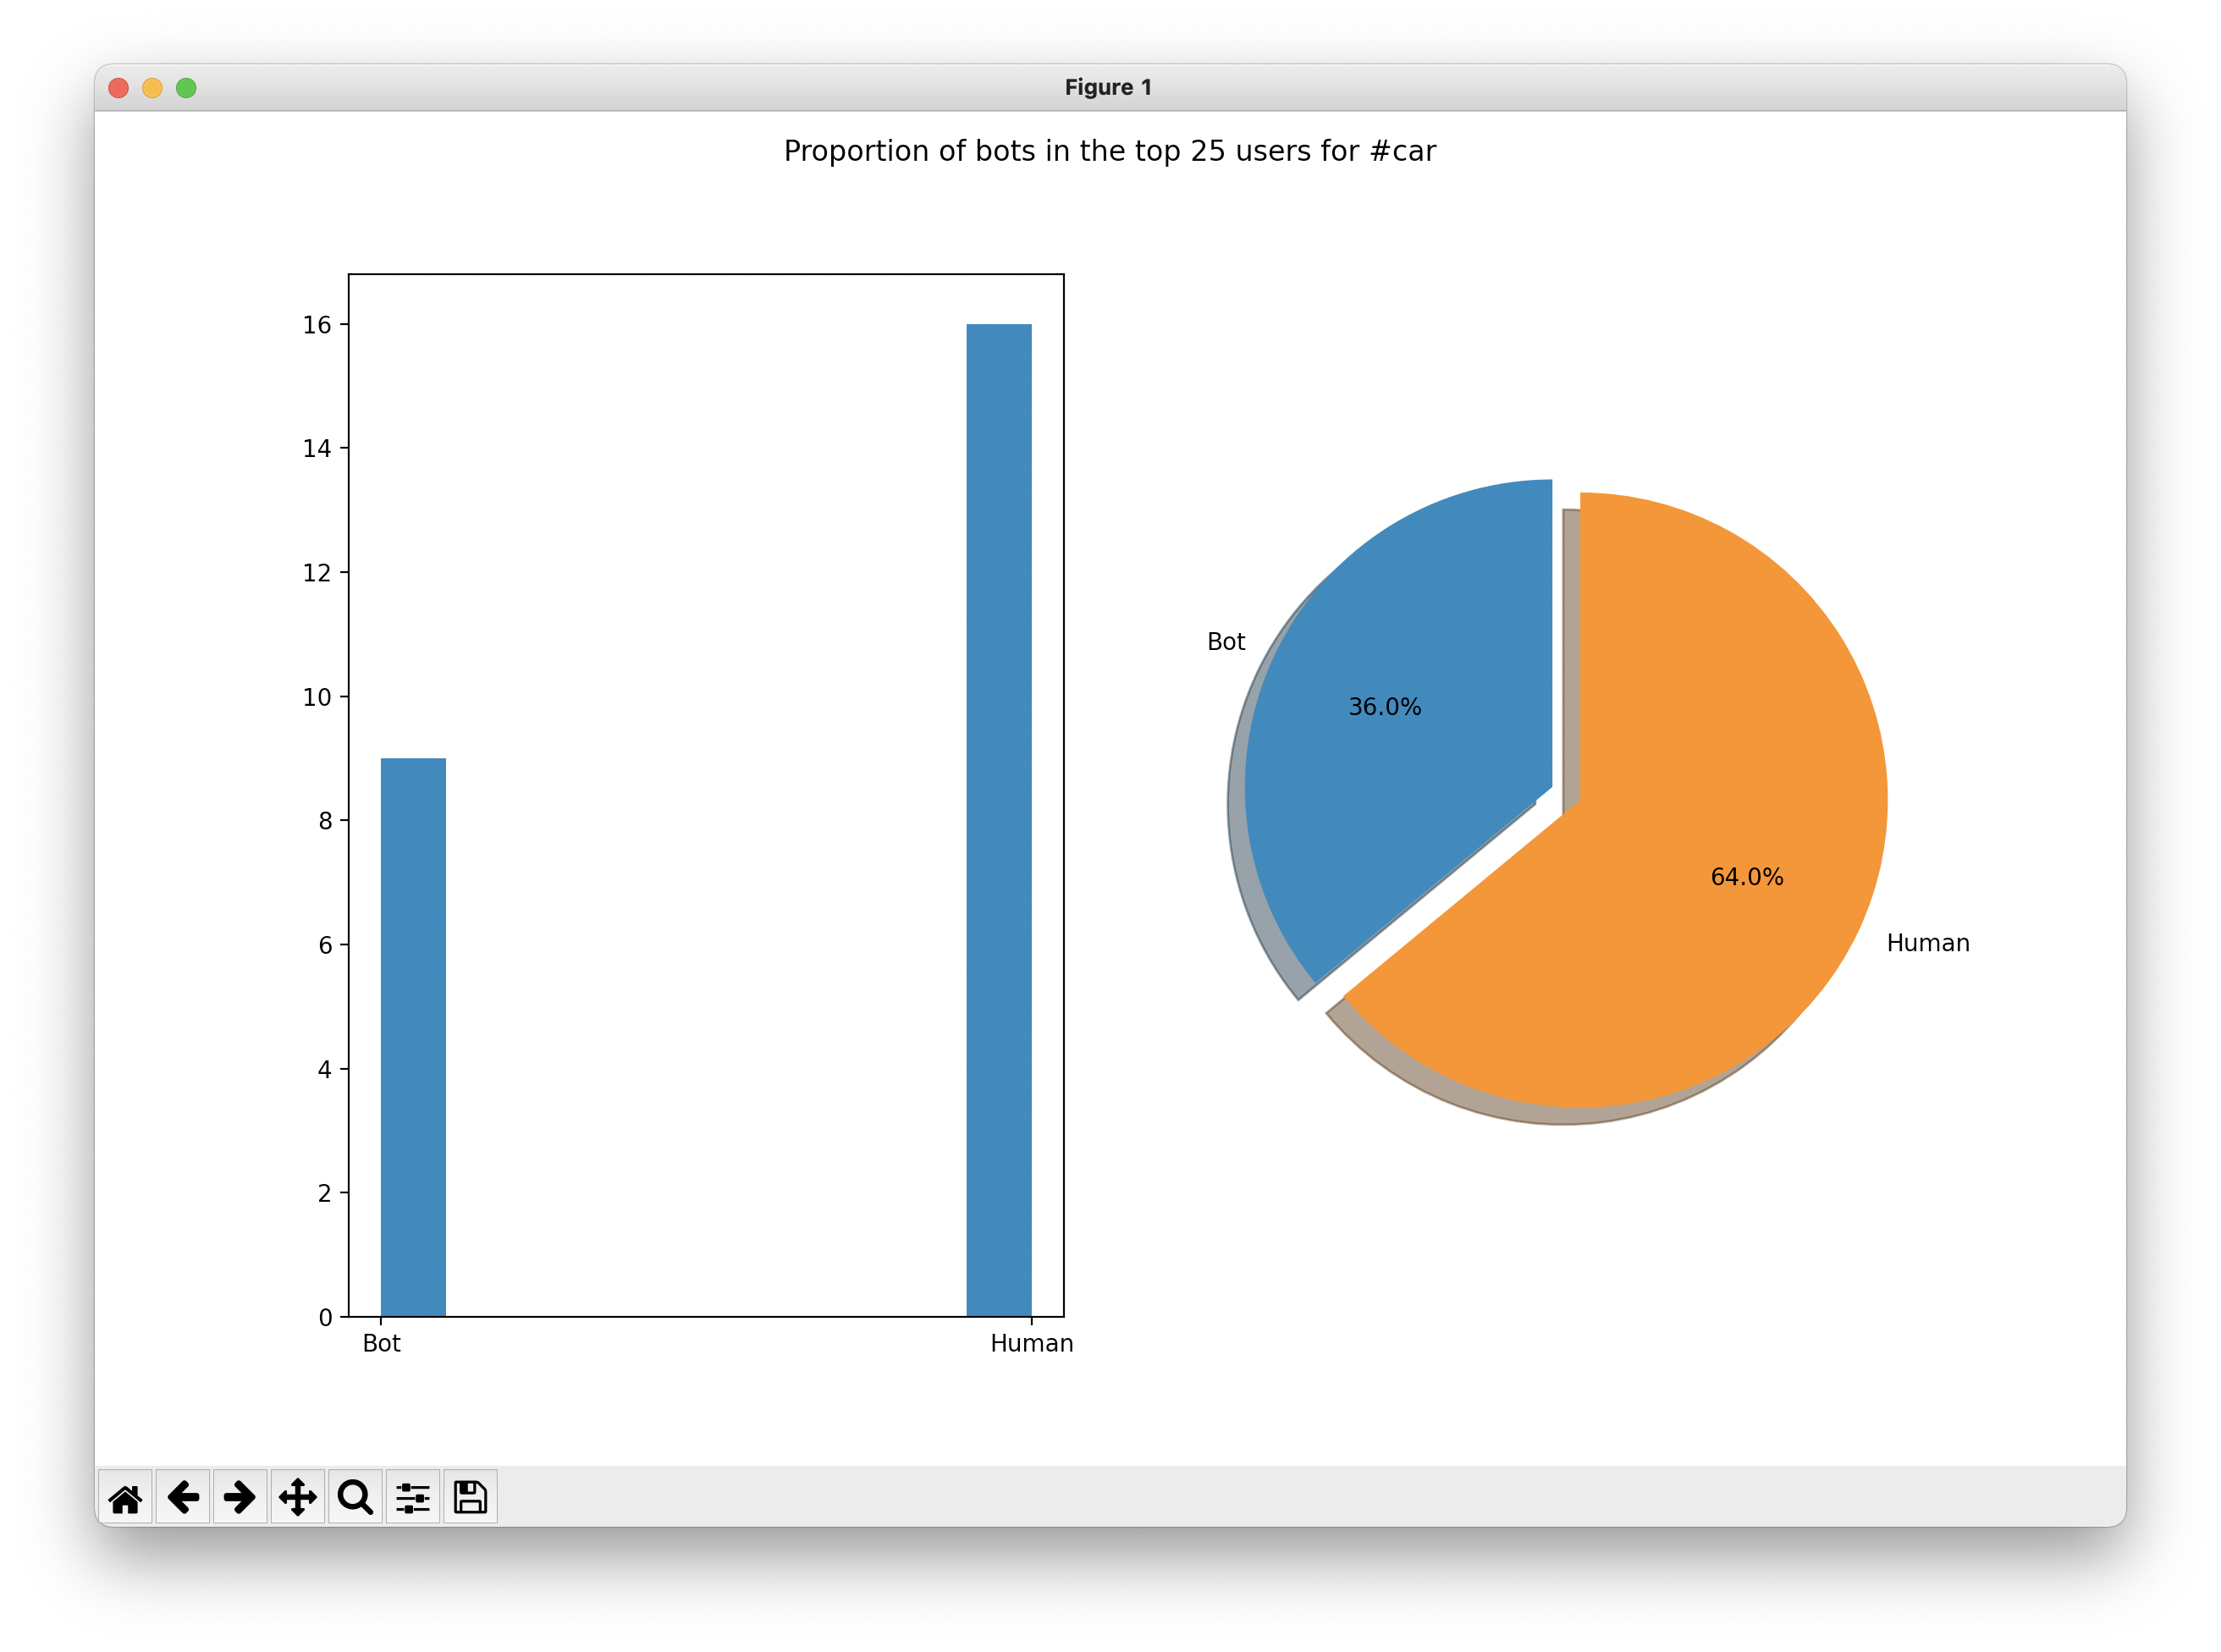 Figure 1
Proportion of bots in the top 25 users for #car
16
14
12
10
8
6
4
2
0
Bot
Human
Bot
36.0%
64.0%
Human